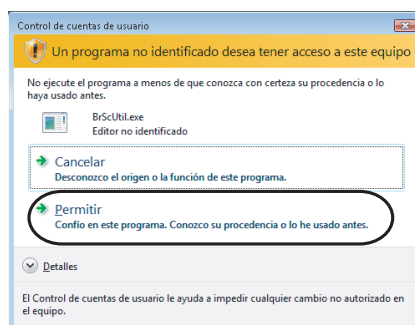 Control de cuentas de usuario
Un programa no identificado desea tener acceso a este equipo
No ejecute el programa a menos de que conozca con certeza su procedencia o lo
haya usado antes.
BrScUtil.exe
Editor no identificado
Cancelar
Desconozco el origen o la función de este programa.
Permitir
Confío en este programa. Conozco su procedencia o lo he usado antes.
Detalles
El Control de cuentas de usuario le ayuda a impedir cualquier cambio no autorizado en
el equipo.